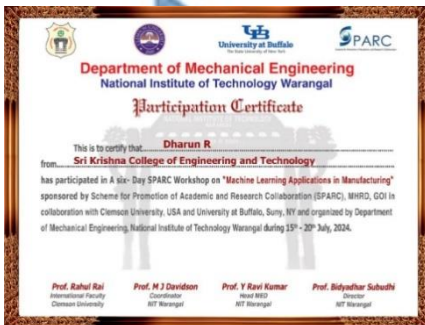 University at Buffalo
The State University of New York
SPARC
Department of Mechanical Engineering
National Institute of Technology Warangal
Participation Certificate
This is to certify that Dharun R
from Sri Krishna College of Engineering and Technology
has participated in A six- Day SPARC Workshop on "Machine Learning Applications in Manufacturing"
sponsored by Scheme for Promotion of Academic and Research Collaboration (SPARC), MHRD, GOI in
collaboration with Clemson University, USA and University at Buffalo, Suny, NY and organized by Department
of Mechanical Engineering, National Institute of Technology Warangal during 15th - 20th July, 2024.
Prof. Rahul Rai
International Faculty
Clemson University
Prof. M J Davidson
Coordinator
NIT Warangal
Prof. Y Ravi Kumar
Head MED
NIT Warangal
Prof. Bidyadhar Subudhi
Director
NIT Warangal